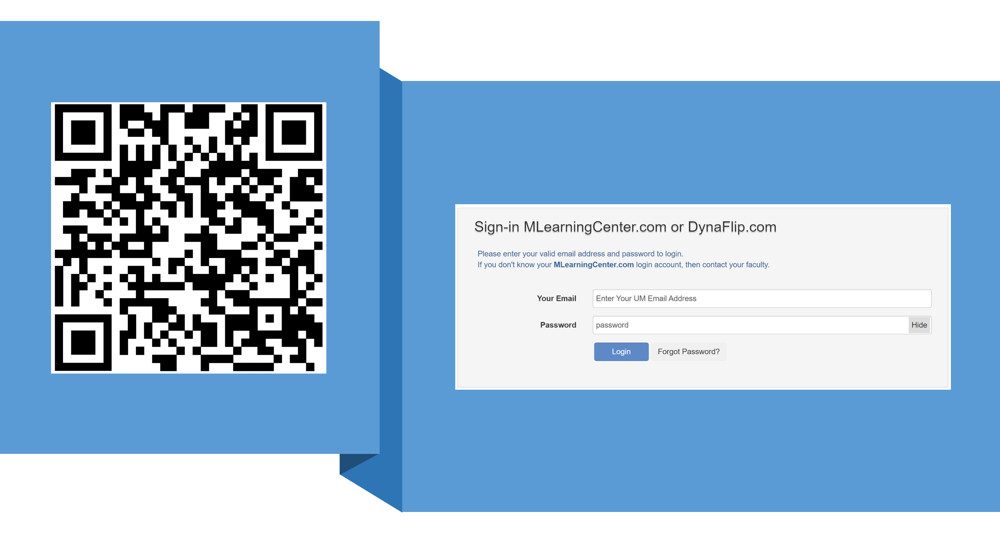 Sign-in MLearningCenter.com or DynaFlip.com
Please enter your valid email address and password to login.
If you don't know your MLearningCenter.com login account, then contact your faculty.
Your Email Enter Your UM Email Address
Password password Hide
Login Forgot Password?